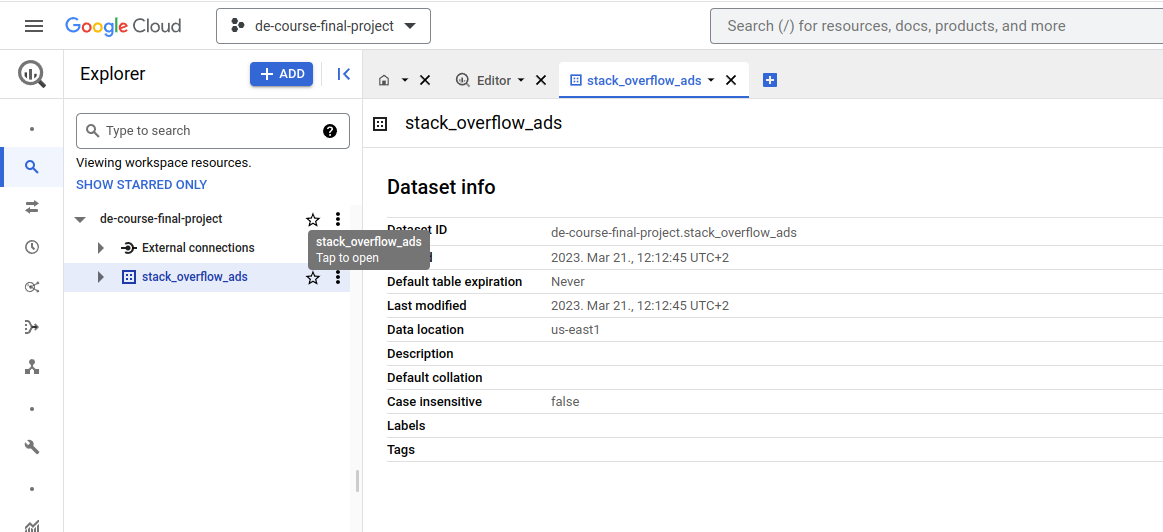 Google Cloud
de-course-final-project
Search (/) for resources, docs, products, and more
Explorer
+ ADD
Editor
stack_overflow_ads
Type to search
Viewing workspace resources.
SHOW STARRED ONLY
de-course-final-project
External connections
stack_overflow_ads
stack_overflow_ads
Tap to open
stack_overflow_ads
Dataset info
Dataset ID de-course-final-project.stack_overflow_ads
2023. Mar 21., 12:12:45 UTC+2
Default table expiration Never
Last modified 2023. Mar 21., 12:12:45 UTC+2
Data location us-east1
Description
Default collation
Case insensitive false
Labels
Tags